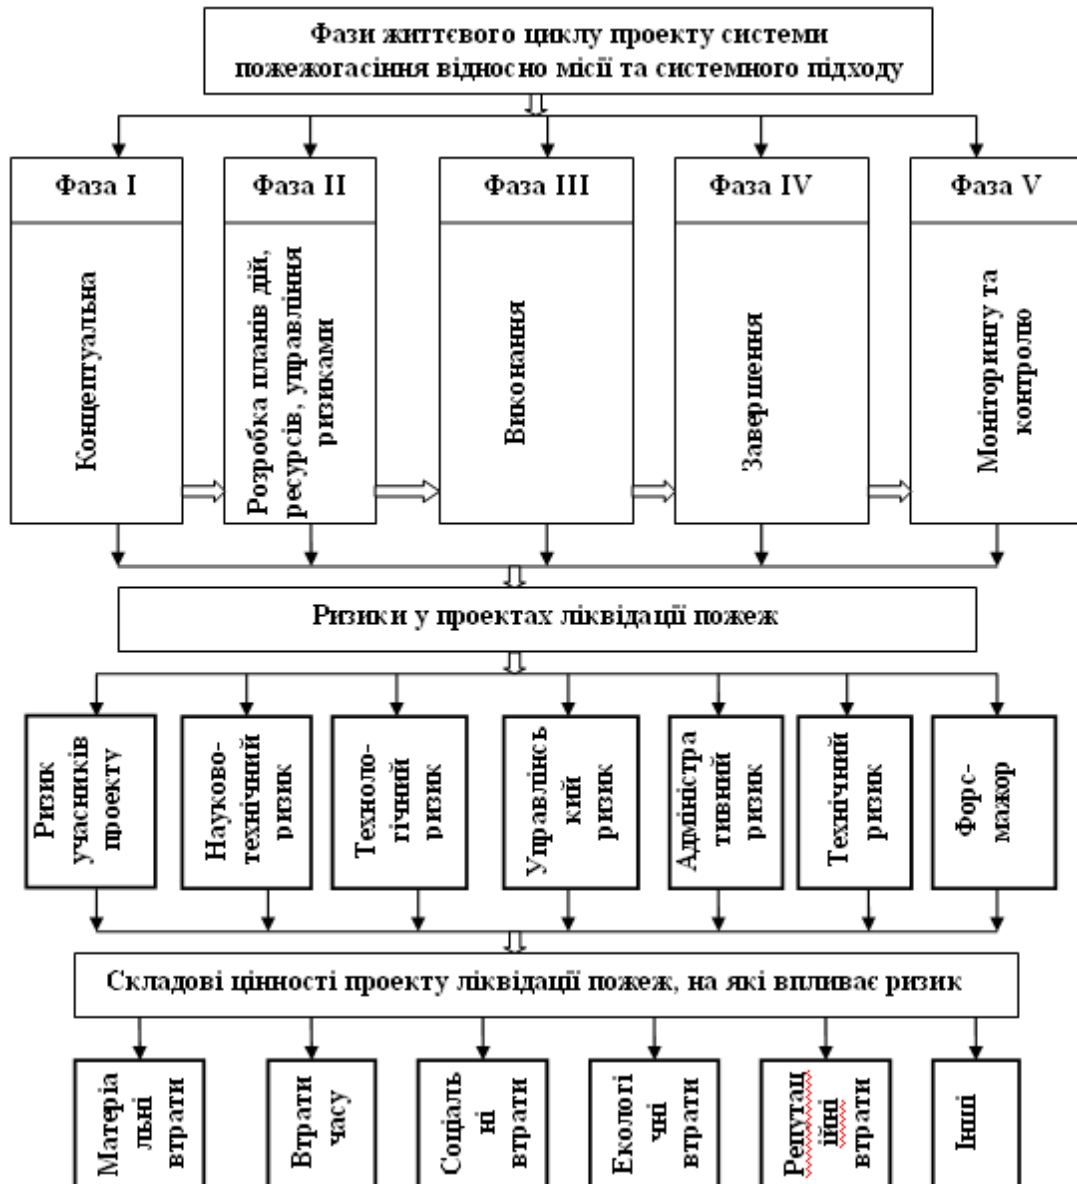 Фази життєвого циклу проекту системи
пожежогасіння відносно місії та системного підходу
Фаза I
Фаза II
Фаза III
Фаза IV
Фаза V
Концептуальна
Розробка планів дій,
ресурсів, управління
ризиками
Виконання
Завершення
Моніторингу та
контролю
Ризики у проектах ліквідації пожеж
Ризик
учасників
проекту
Науково-
технічний
ризик
Техноло-
гічний
ризик
Управлінсь
кий
ризик
Адміністра
тивний
ризик
Технічний
ризик
Форс-
мажор
Складові цінності проекту ліквідації пожеж, на які впливає ризик
Матеріа
льні
втрати
Втрати
часу
Соціаль
ні
втрати
Екологі
чні
втрати
Репутац
ійні
втрати
Інші